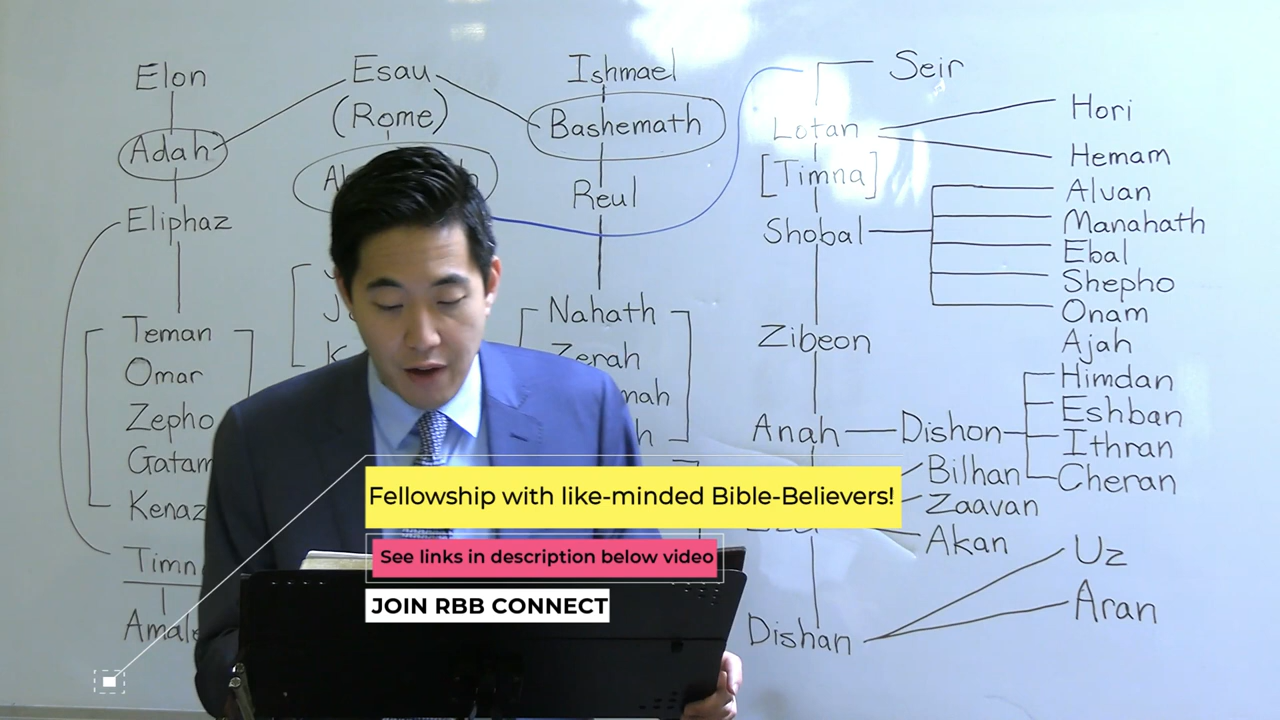 Elon
Esau
Ishmael
Seir
(Rome)
Adah
Bashemath
Lotan
Hori
[Timna]
Hemam
Reul
Alvan
Eliphaz
Shobal
Manahath
Ebal
Shepho
Onam
Nahath
Teman
Zibeon
Ajah
Zerah
Omar
Himdan
Zepho
Eshban
Anah
Dishon
Ithran
Gatam
Bilhan
Cheran
Kenaz
Zaavan
Akan
Uz
Aran
Dishan
Fellowship with like-minded Bible-Believers!
See links in description below video
JOIN RBB CONNECT